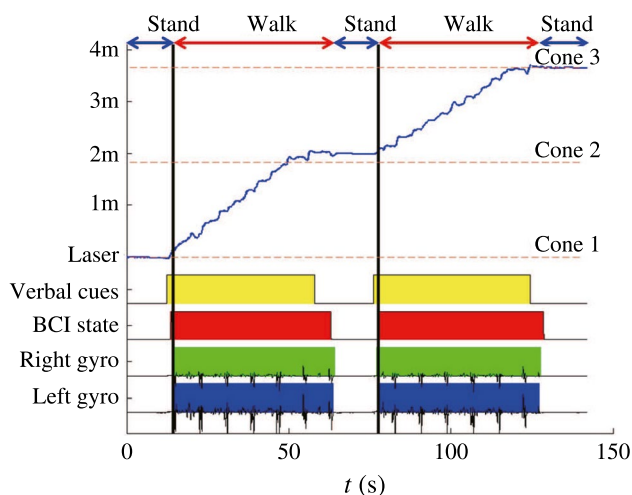 Stand Walk Stand Walk Stand
4m
Cone 3
3m
2m
Cone 2
1m
Cone 1
Laser
Verbal cues
BCI state
Right gyro
Left gyro
0 50 100 150
t (s)